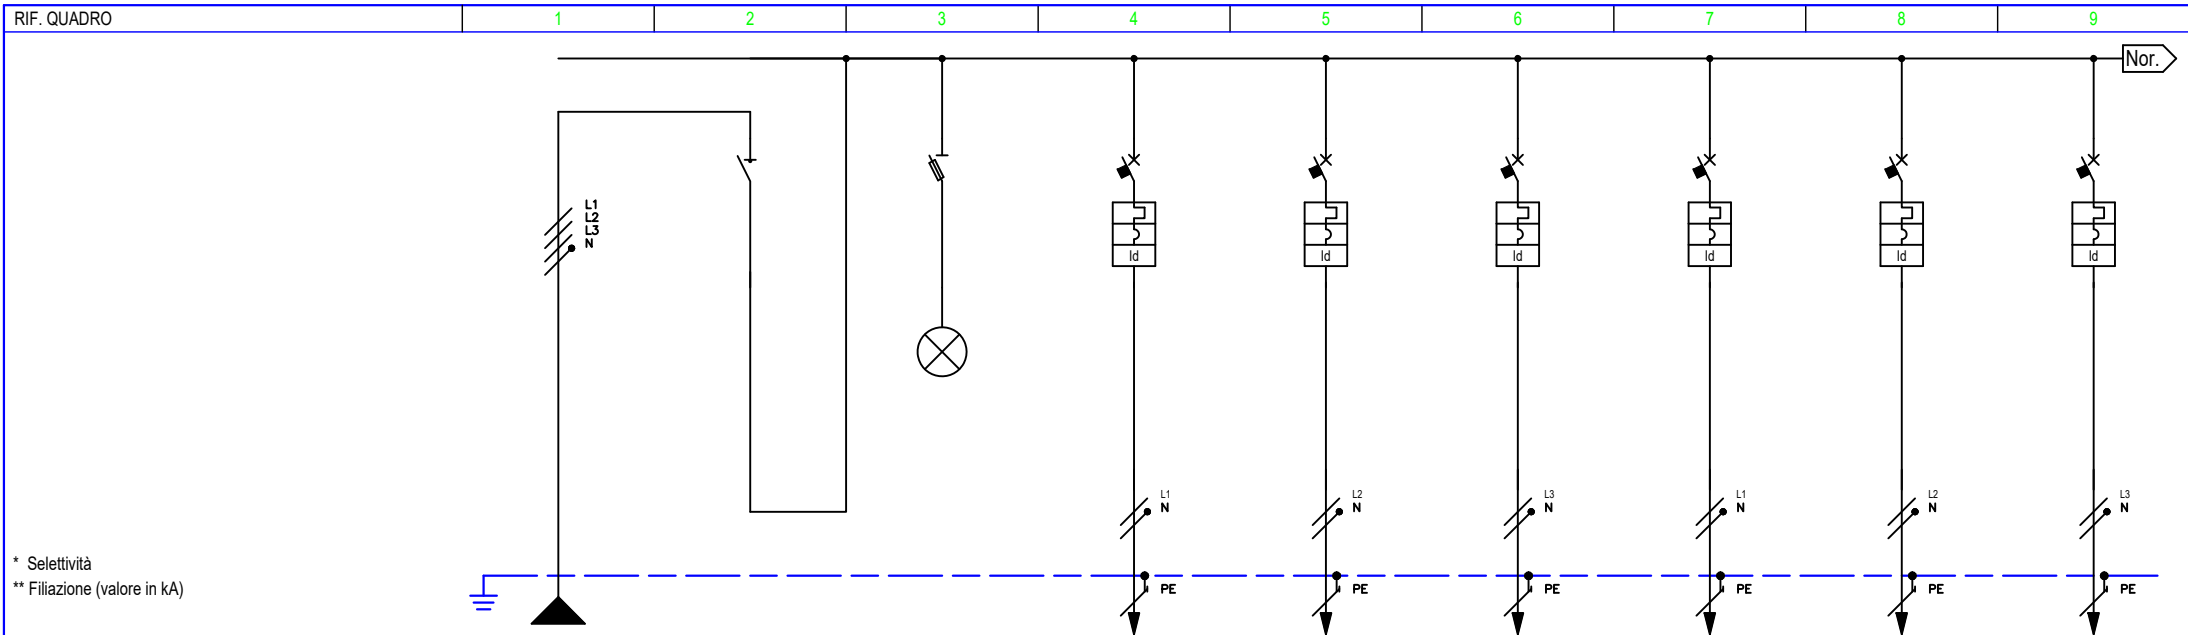 RIF. QUADRO 1 2 3 4 5 6 7 8 9
Nor.
L1
L2
L3
N
Id Id Id Id Id Id
L1 L2 L3 L1 L2 L3
N N N N N N
* Selettività
** Filiazione (valore in kA)
PE PE PE PE PE PE